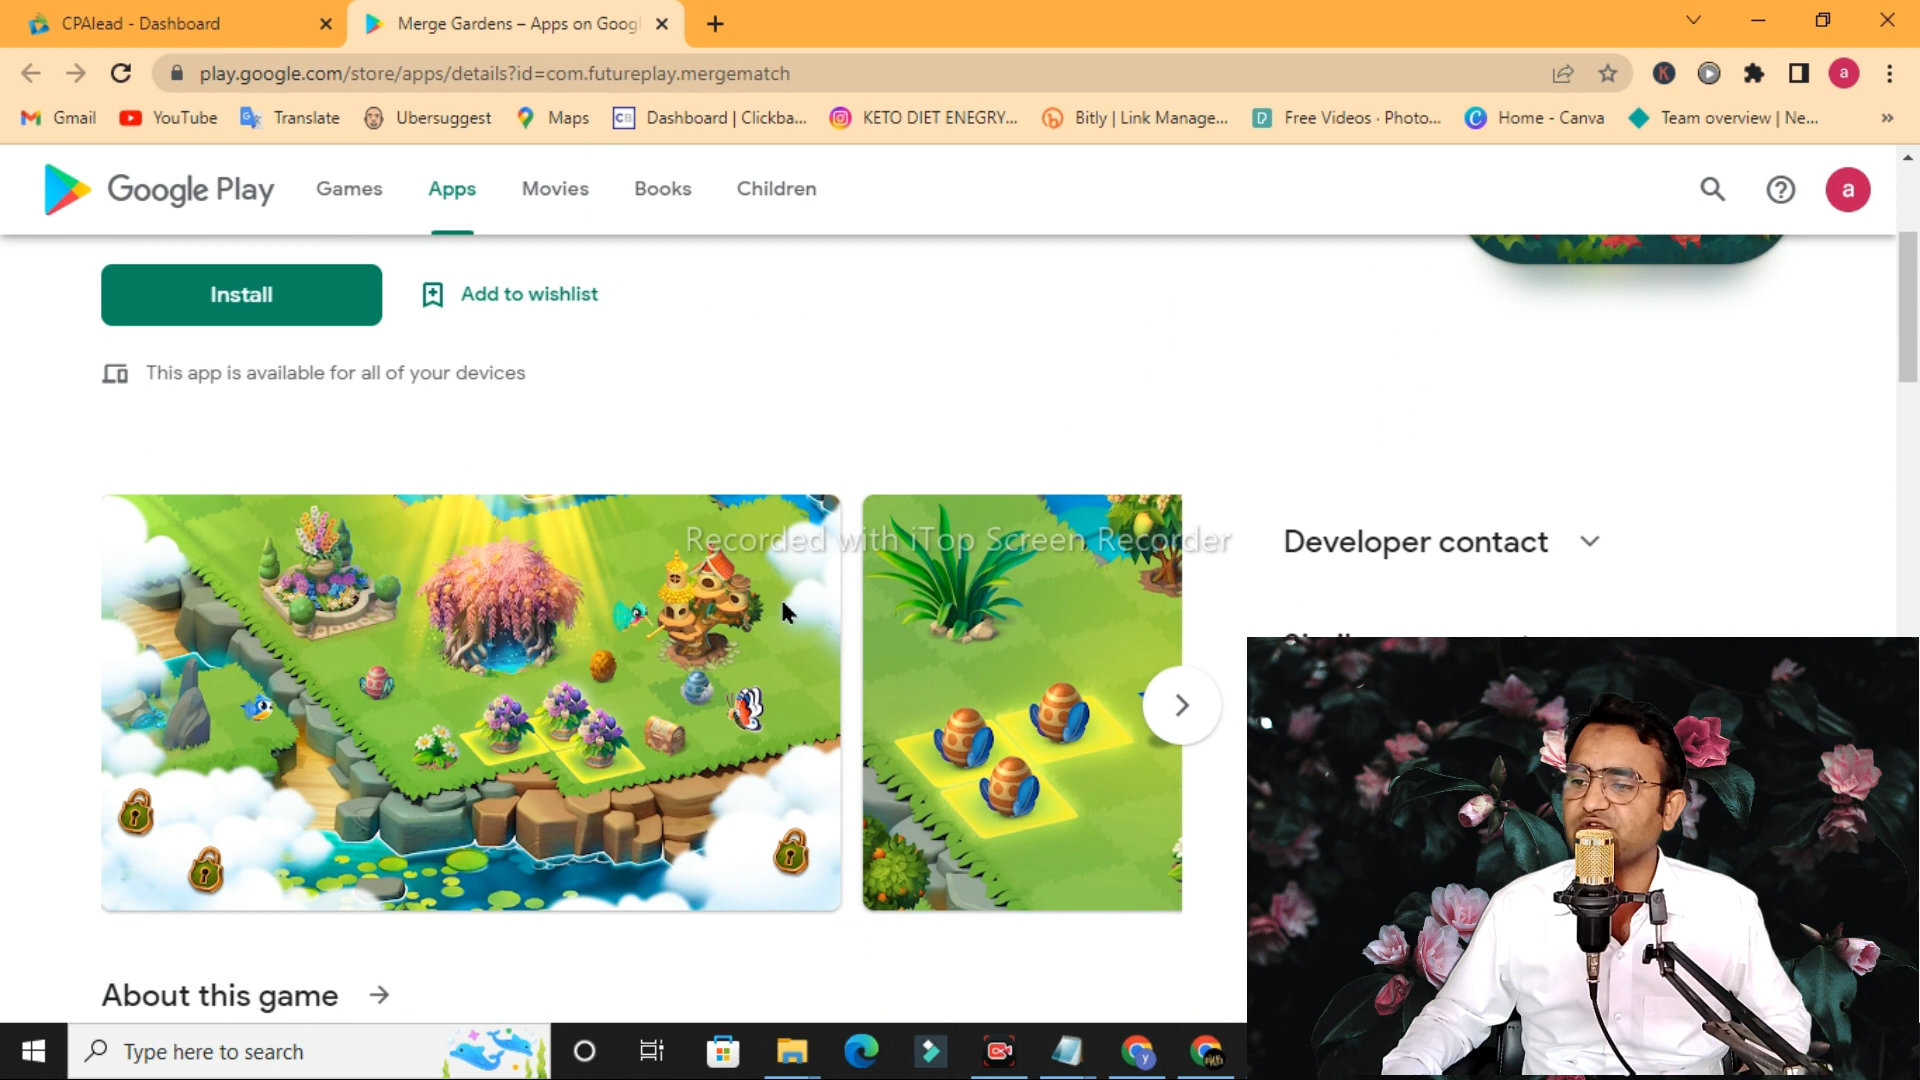 CPAlead - Dashboard
Merge Gardens – Apps on Goog
play.google.com/store/apps/details?id=com.futureplay.mergematch
K
a
Gmail
YouTube
Translate
Ubersuggest
Maps
CB Dashboard | Clickba...
KETO DIET ENEGRY...
Bitly | Link Manage...
Free Videos · Photo...
Home - Canva
Team overview | Ne...
»
Google Play
Games
Apps
Movies
Books
Children
a
Install
Add to wishlist
This app is available for all of your devices
Recorded with iTop Screen Recorder
Developer contact
About this game
Type here to search